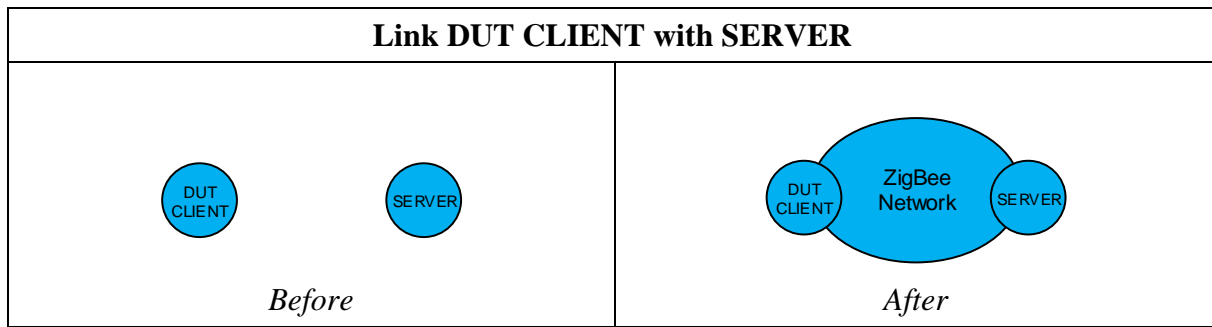 Link DUT CLIENT with SERVER
DUT
CLIENT
SERVER
Before
DUT
CLIENT
ZigBee
Network
SERVER
After